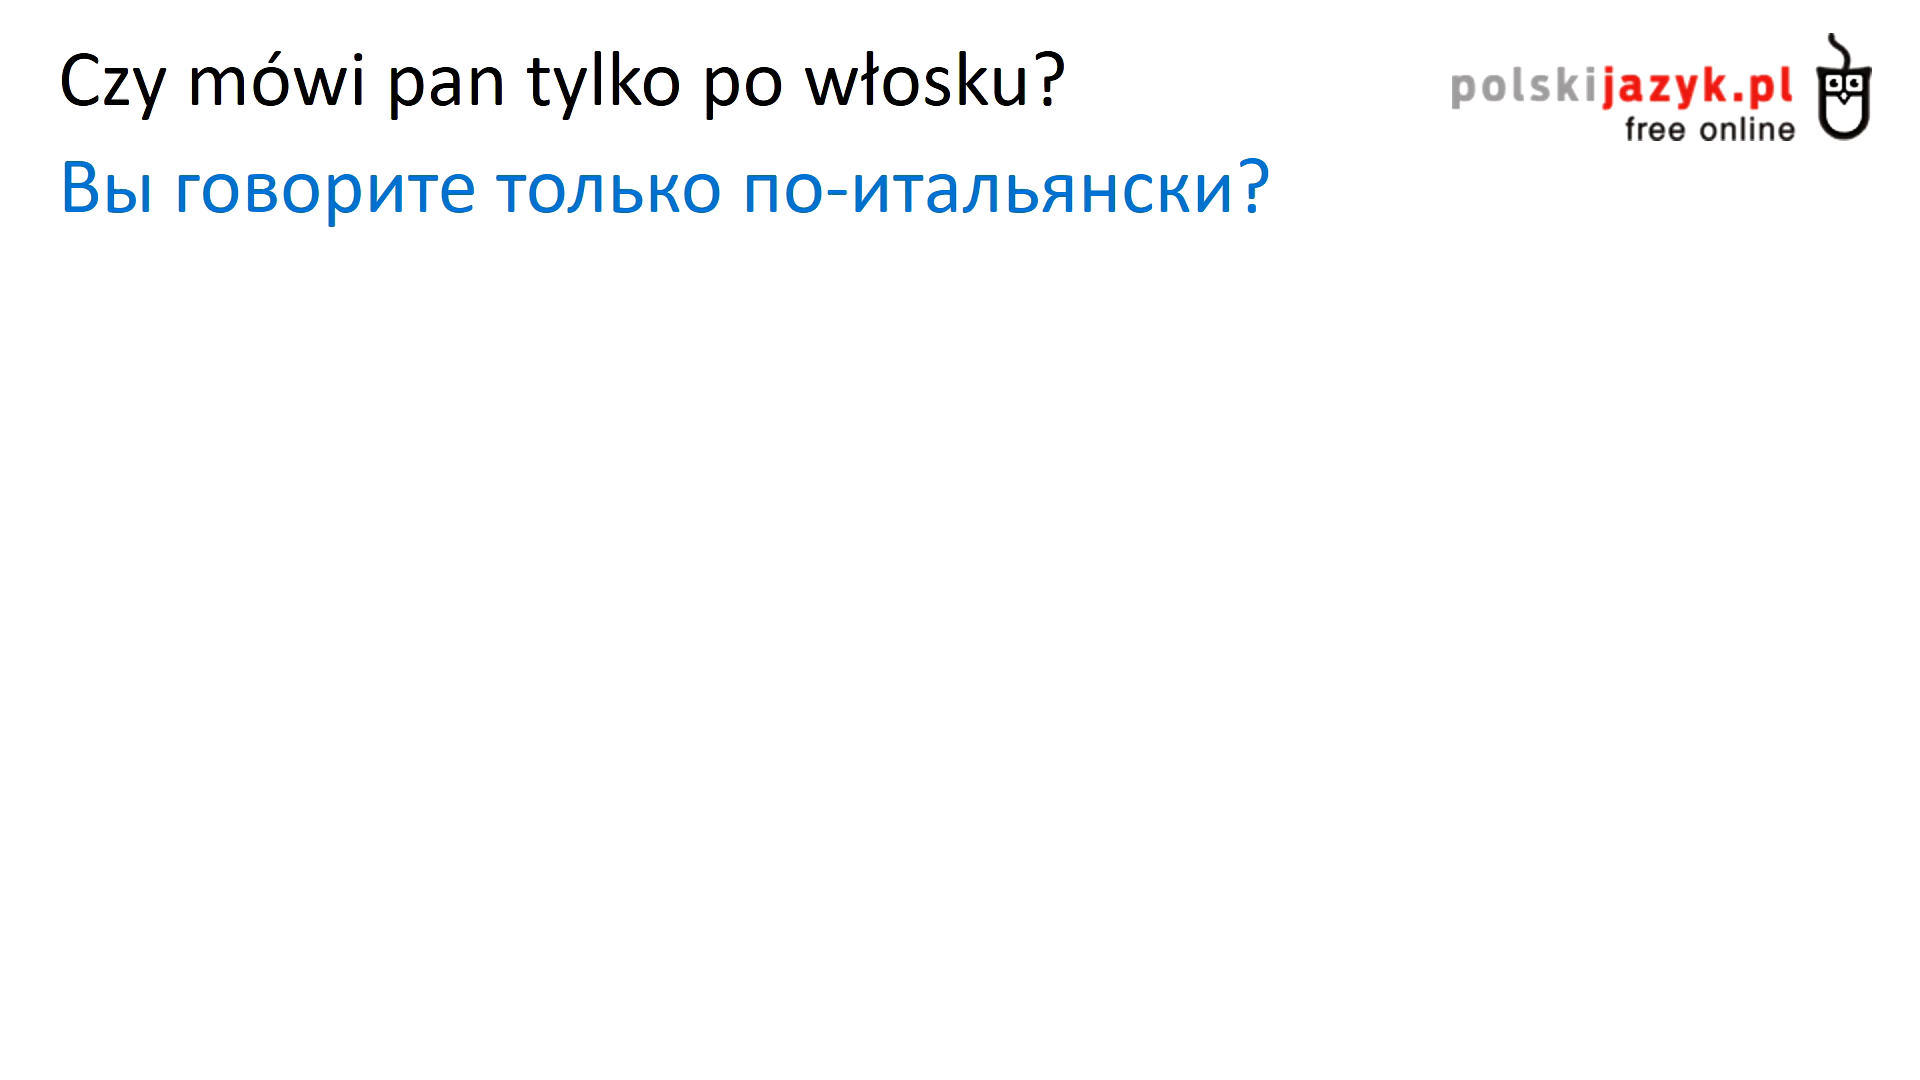 Czy mówi pan tylko po włosku?
Вы говорите только по-итальянски?
polskijazyk.pl
free online